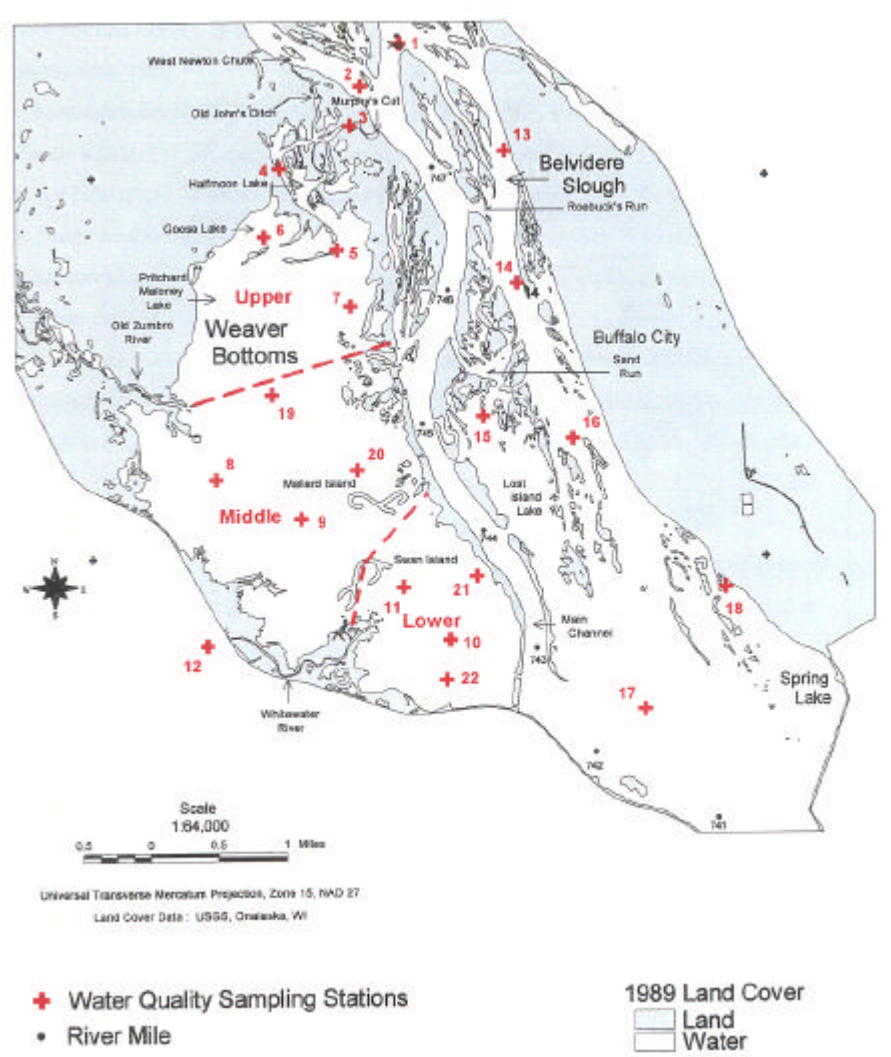 1
West Newton Chute
2
Murphy's Cut
Old John's Ditch
3
13
Belvidere
Slough
4
747
Halfmoon Lake
Roebuck's Run
Goose Lake
6
5
14
14
Pritchard
Maloney
Lake
Upper
7
746
Old Zumbro
River
Weaver
Bottoms
Buffalo City
Sand
Run
19
15
16
745
8
20
Mallard Island
Lost
Island
Lake
Middle
9
744
N
W
E
S
Swan Island
21
11
18
Lower
Main
Channel
10
743
12
22
Spring
Lake
17
Whitewater
River
742
741
Scale
1:64,000
0.5 0 0.5 1 Miles
Universal Transverse Mercatum Projection, Zone 15, NAD 27
Land Cover Data : USGS, Onalaska, WI
Water Quality Sampling Stations
River Mile
1989 Land Cover
Land
Water